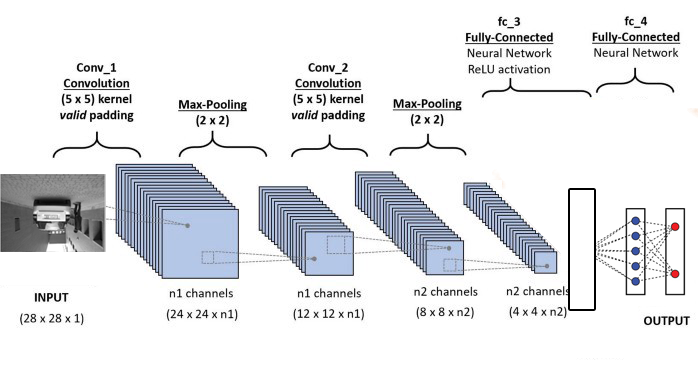 fc_3
Fully-Connected
Neural Network
ReLU activation
fc_4
Fully-Connected
Neural Network
Conv_1
Convolution
(5 x 5) kernel
valid padding
Max-Pooling
(2 x 2)
Conv_2
Convolution
(5 x 5) kernel
valid padding
Max-Pooling
(2 x 2)
INPUT
(28 x 28 x 1)
n1 channels
(24 x 24 x n1)
n1 channels
(12 x 12 x n1)
n2 channels
(8 x 8 x n2)
n2 channels
(4 x 4 x n2)
OUTPUT